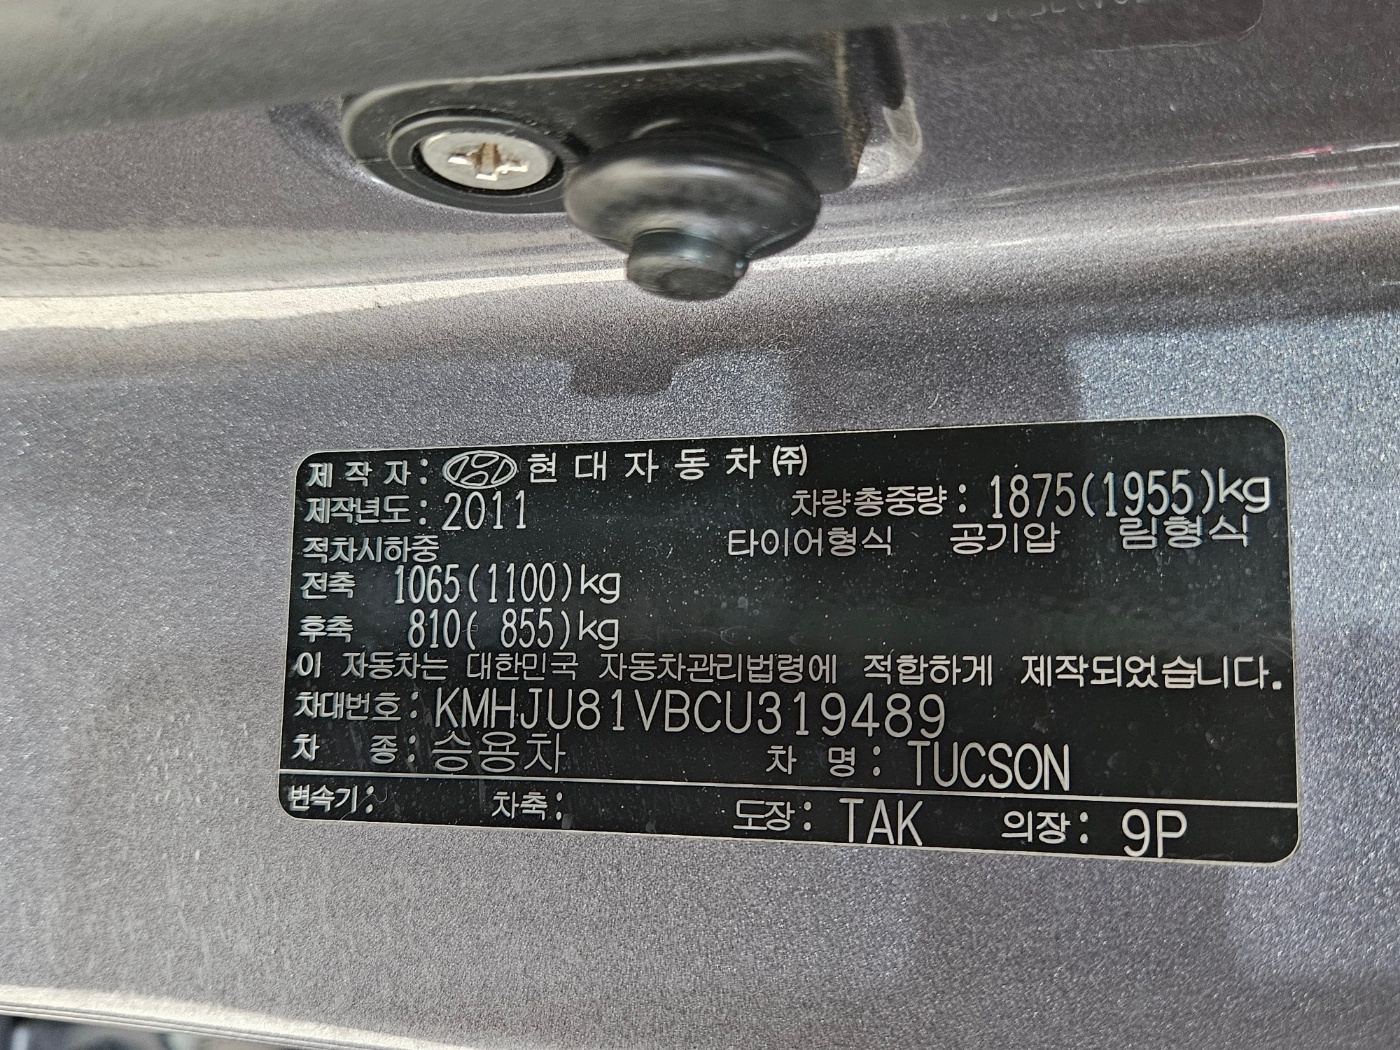 제 작 자 : 현 대 자 동 차 ㈜
제작년도 : 2011 차량총중량 : 1875(1955)kg
적차시하중 타이어형식 공기압 림형식
전축 1065(1100)kg
후축 810( 855)kg
이 자동차는 대한민국 자동차관리법령에 적합하게 제작되었습니다.
차대번호 : KMHJU81VBCU319489
차 종 : 승용차 차 명 : TUCSON
변속기 : 차축 : 도장 : TAK 의장 : 9P